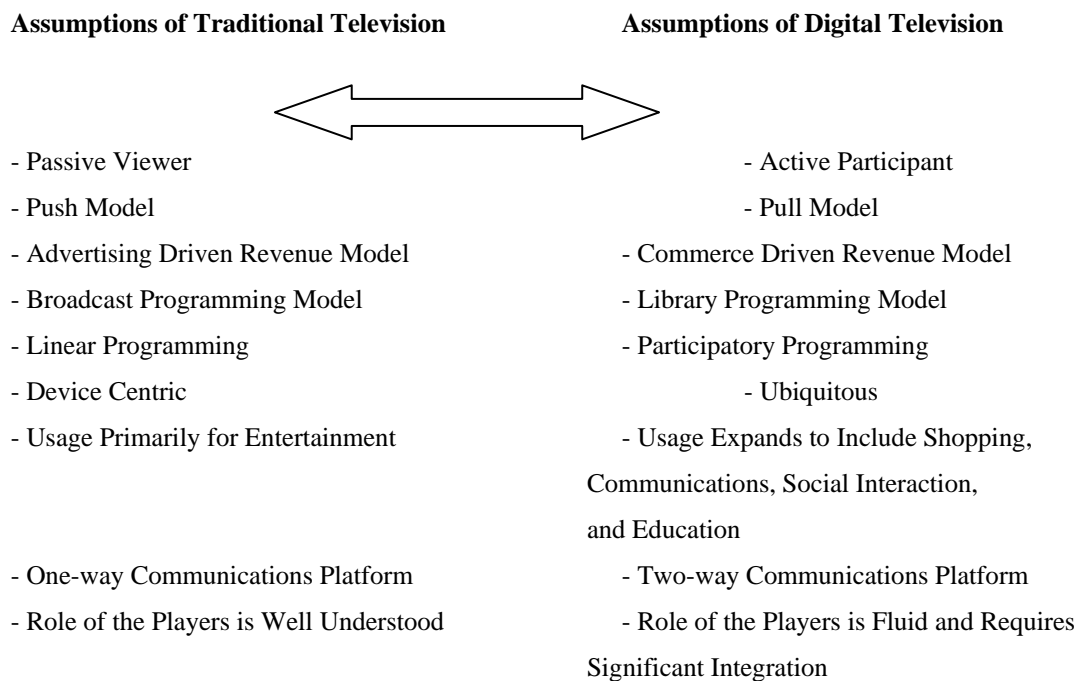 Assumptions of Traditional Television Assumptions of Digital Television
- Passive Viewer - Active Participant
- Push Model - Pull Model
- Advertising Driven Revenue Model - Commerce Driven Revenue Model
- Broadcast Programming Model - Library Programming Model
- Linear Programming - Participatory Programming
- Device Centric - Ubiquitous
- Usage Primarily for Entertainment - Usage Expands to Include Shopping,
Communications, Social Interaction,
and Education
- One-way Communications Platform - Two-way Communications Platform
- Role of the Players is Well Understood - Role of the Players is Fluid and Requires
Significant Integration